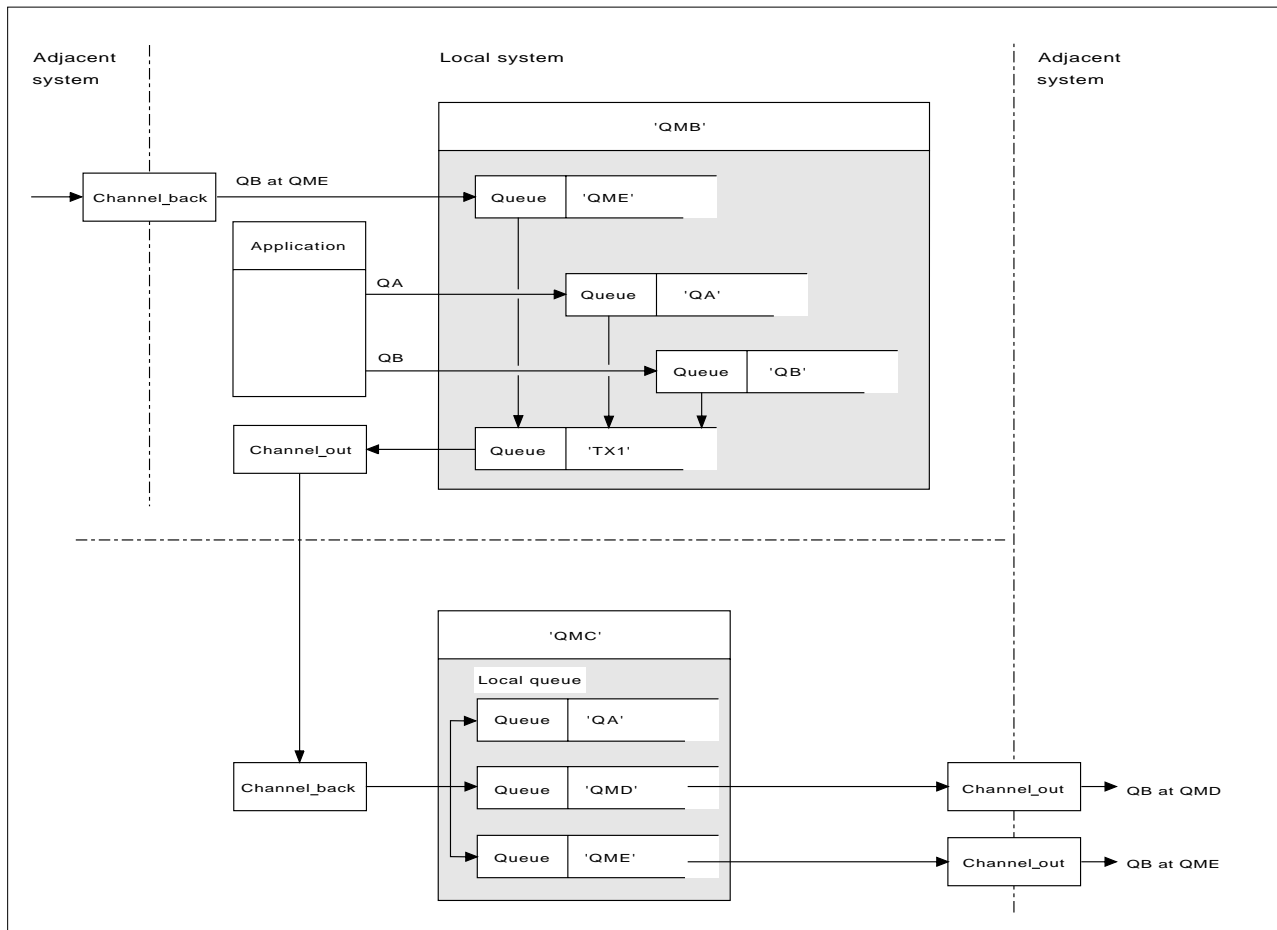 Adjacent
system
Local system
Adjacent
system
'QMB'
Channel_back
QB at QME
Queue 'QME'
Application
QA
Queue 'QA'
QB
Queue 'QB'
Channel_out
Queue 'TX1'
'QMC'
Local queue
Queue 'QA'
Channel_back
Queue 'QMD'
Channel_out
QB at QMD
Queue 'QME'
Channel_out
QB at QME